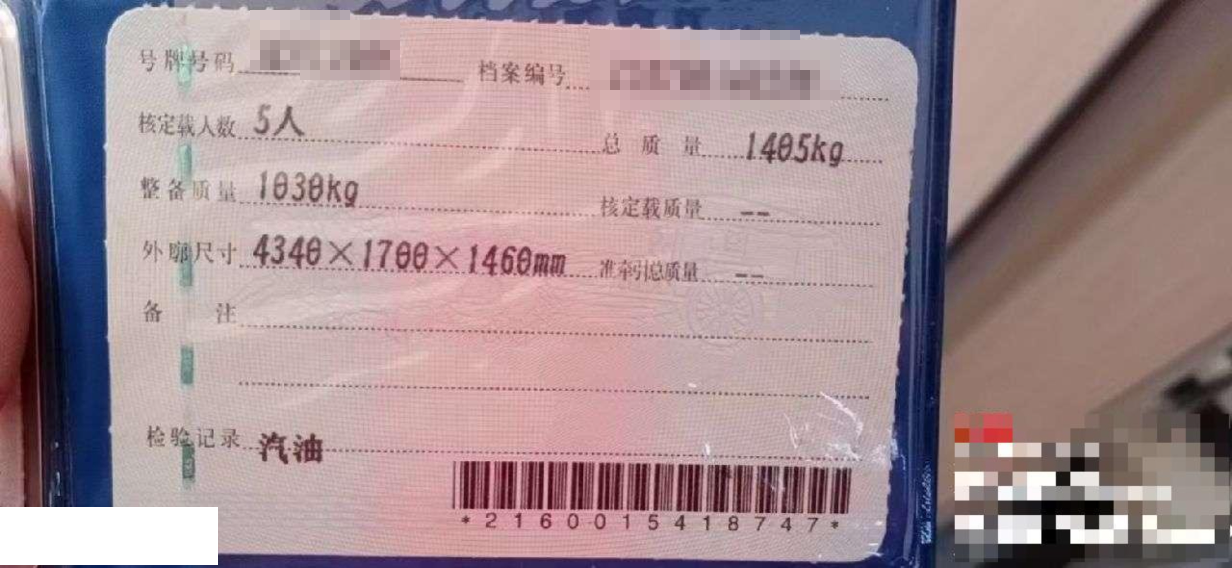 号牌号码 档案编号
核定载人数 5人 总质量 1405kg
整备质量 1030kg 核定载质量 --
外廓尺寸 4340×1700×1460mm 准牵引总质量 --
备注
检验记录 汽油
*2160015418747*